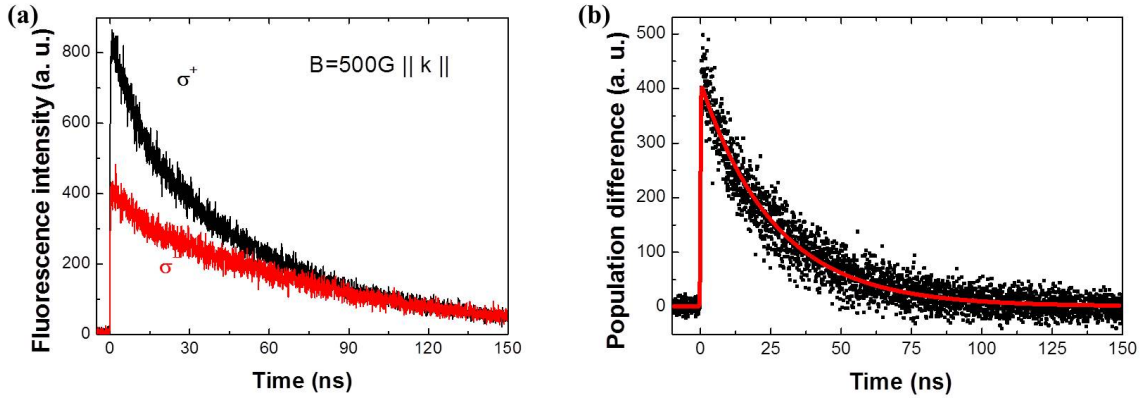 (a)
Fluorescence intensity (a. u.)
800
600
400
200
0
σ+
B=500G || k ||
σ-
0 30 60 90 120 150
Time (ns)
(b)
Population difference (a. u.)
500
400
300
200
100
0
0 25 50 75 100 125 150
Time (ns)